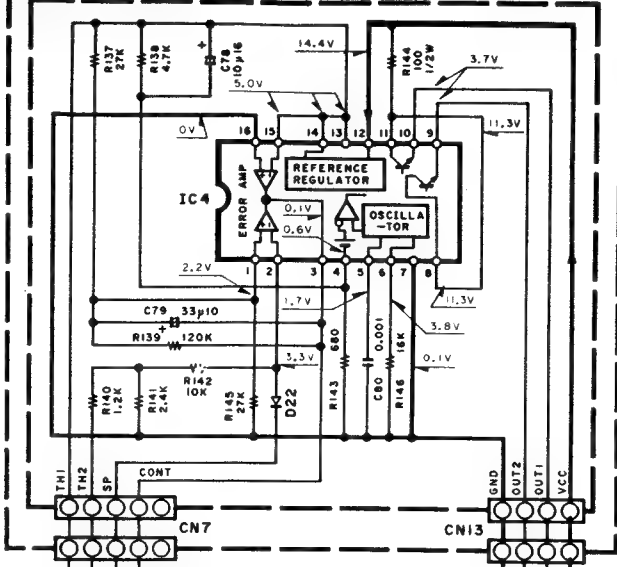 R137
27K
R138
4.7K
+
C78
10μ16
14.4V
R144
100
1/2W
3.7V
5.0V
0V
11.3V
16 15 14 13 12 11 10 9
REFERENCE
REGULATOR
IC4
ERROR AMP
OSCILLA
-TOR
0.1V
0.6V
1 2 3 4 5 6 7 8
2.2V
1.7V
11.3V
C79 33μ10
+
R139 120K
3.8V
3.3V
680
R143
0.001
C80
16K
R146
0.1V
R142
10K
R140
1.2K
R141
2.4K
R145
27K
D22
TH1
TH2
SP
CONT
GND
OUT2
OUT1
VCC
CN7
CN13